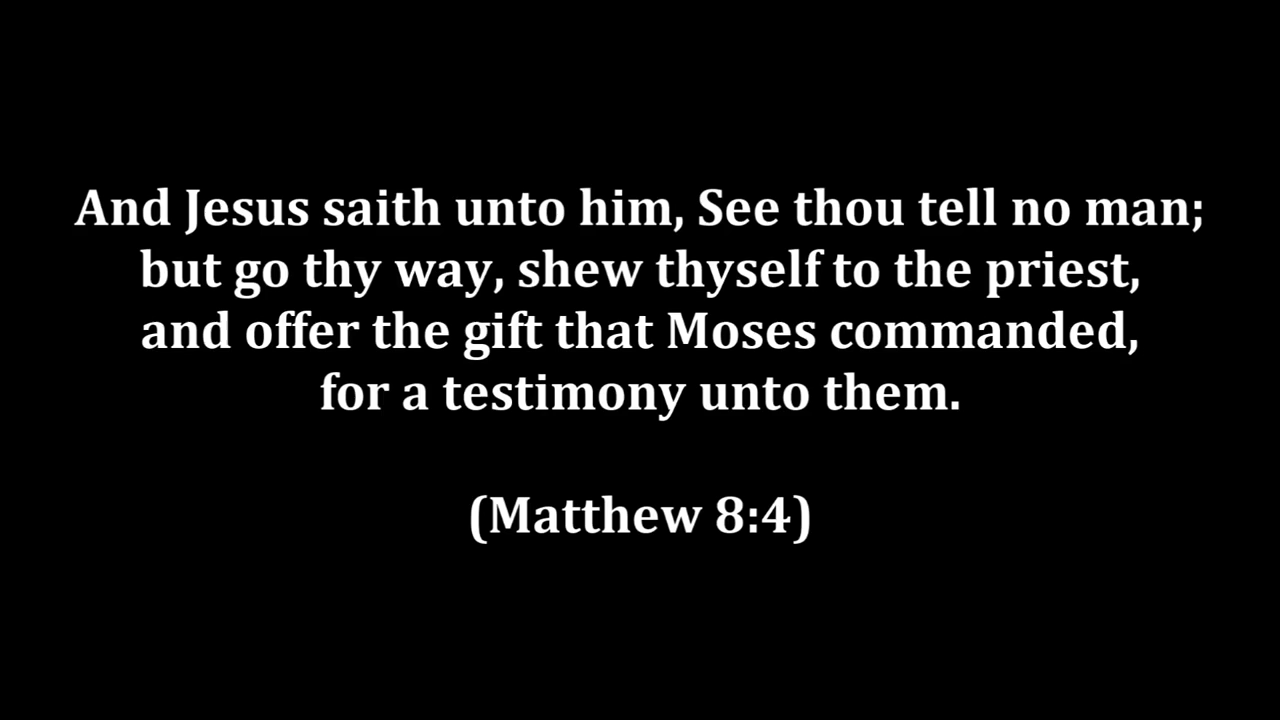 And Jesus saith unto him, See thou tell no man;
but go thy way, shew thyself to the priest,
and offer the gift that Moses commanded,
for a testimony unto them.
(Matthew 8:4)